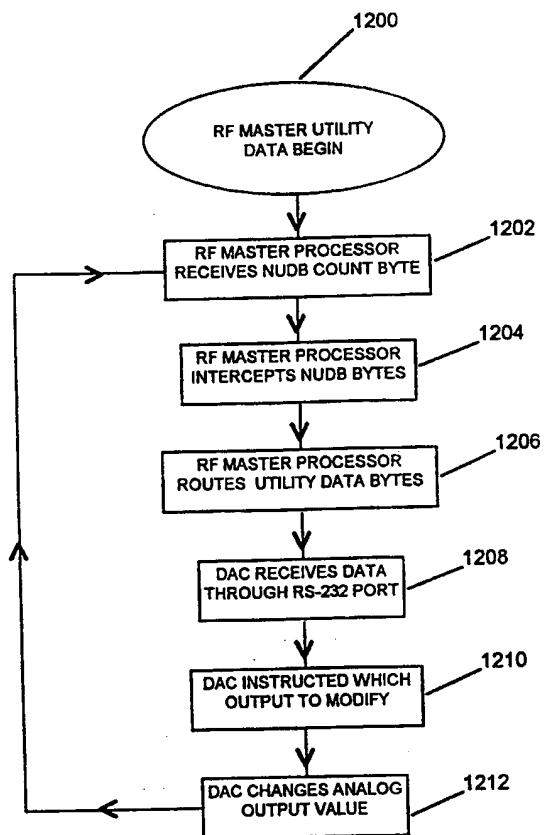 1200
RF MASTER UTILITY
DATA BEGIN
1202
RF MASTER PROCESSOR
RECEIVES NUDB COUNT BYTE
1204
RF MASTER PROCESSOR
INTERCEPTS NUDB BYTES
1206
RF MASTER PROCESSOR
ROUTES UTILITY DATA BYTES
1208
DAC RECEIVES DATA
THROUGH RS-232 PORT
1210
DAC INSTRUCTED WHICH
OUTPUT TO MODIFY
1212
DAC CHANGES ANALOG
OUTPUT VALUE